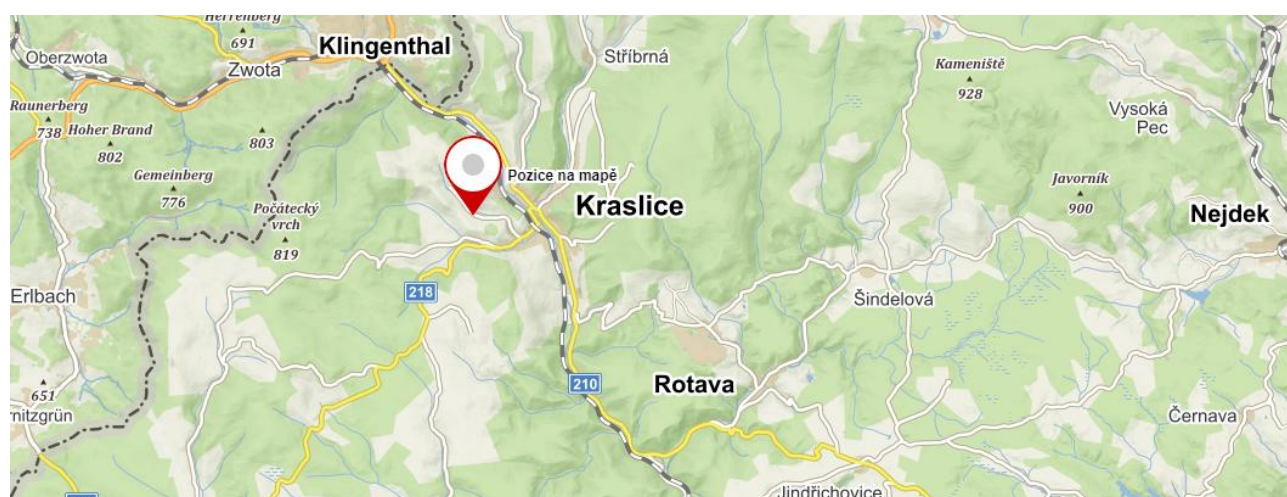 Herrenberg
691
Klingenthal
Stříbrná
Oberzwota
Zwota
Kameniště
928
Raunerberg
738
Hoher Brand
802
803
Vysoká
Pec
Gemeinberg
776
Pozice na mapě
Javorník
900
Kraslice
Nejdek
Počátecký
vrch
819
Erlbach
218
Šindelová
651
210
Rotava
nitzgrün
Černava
Jindřichovice